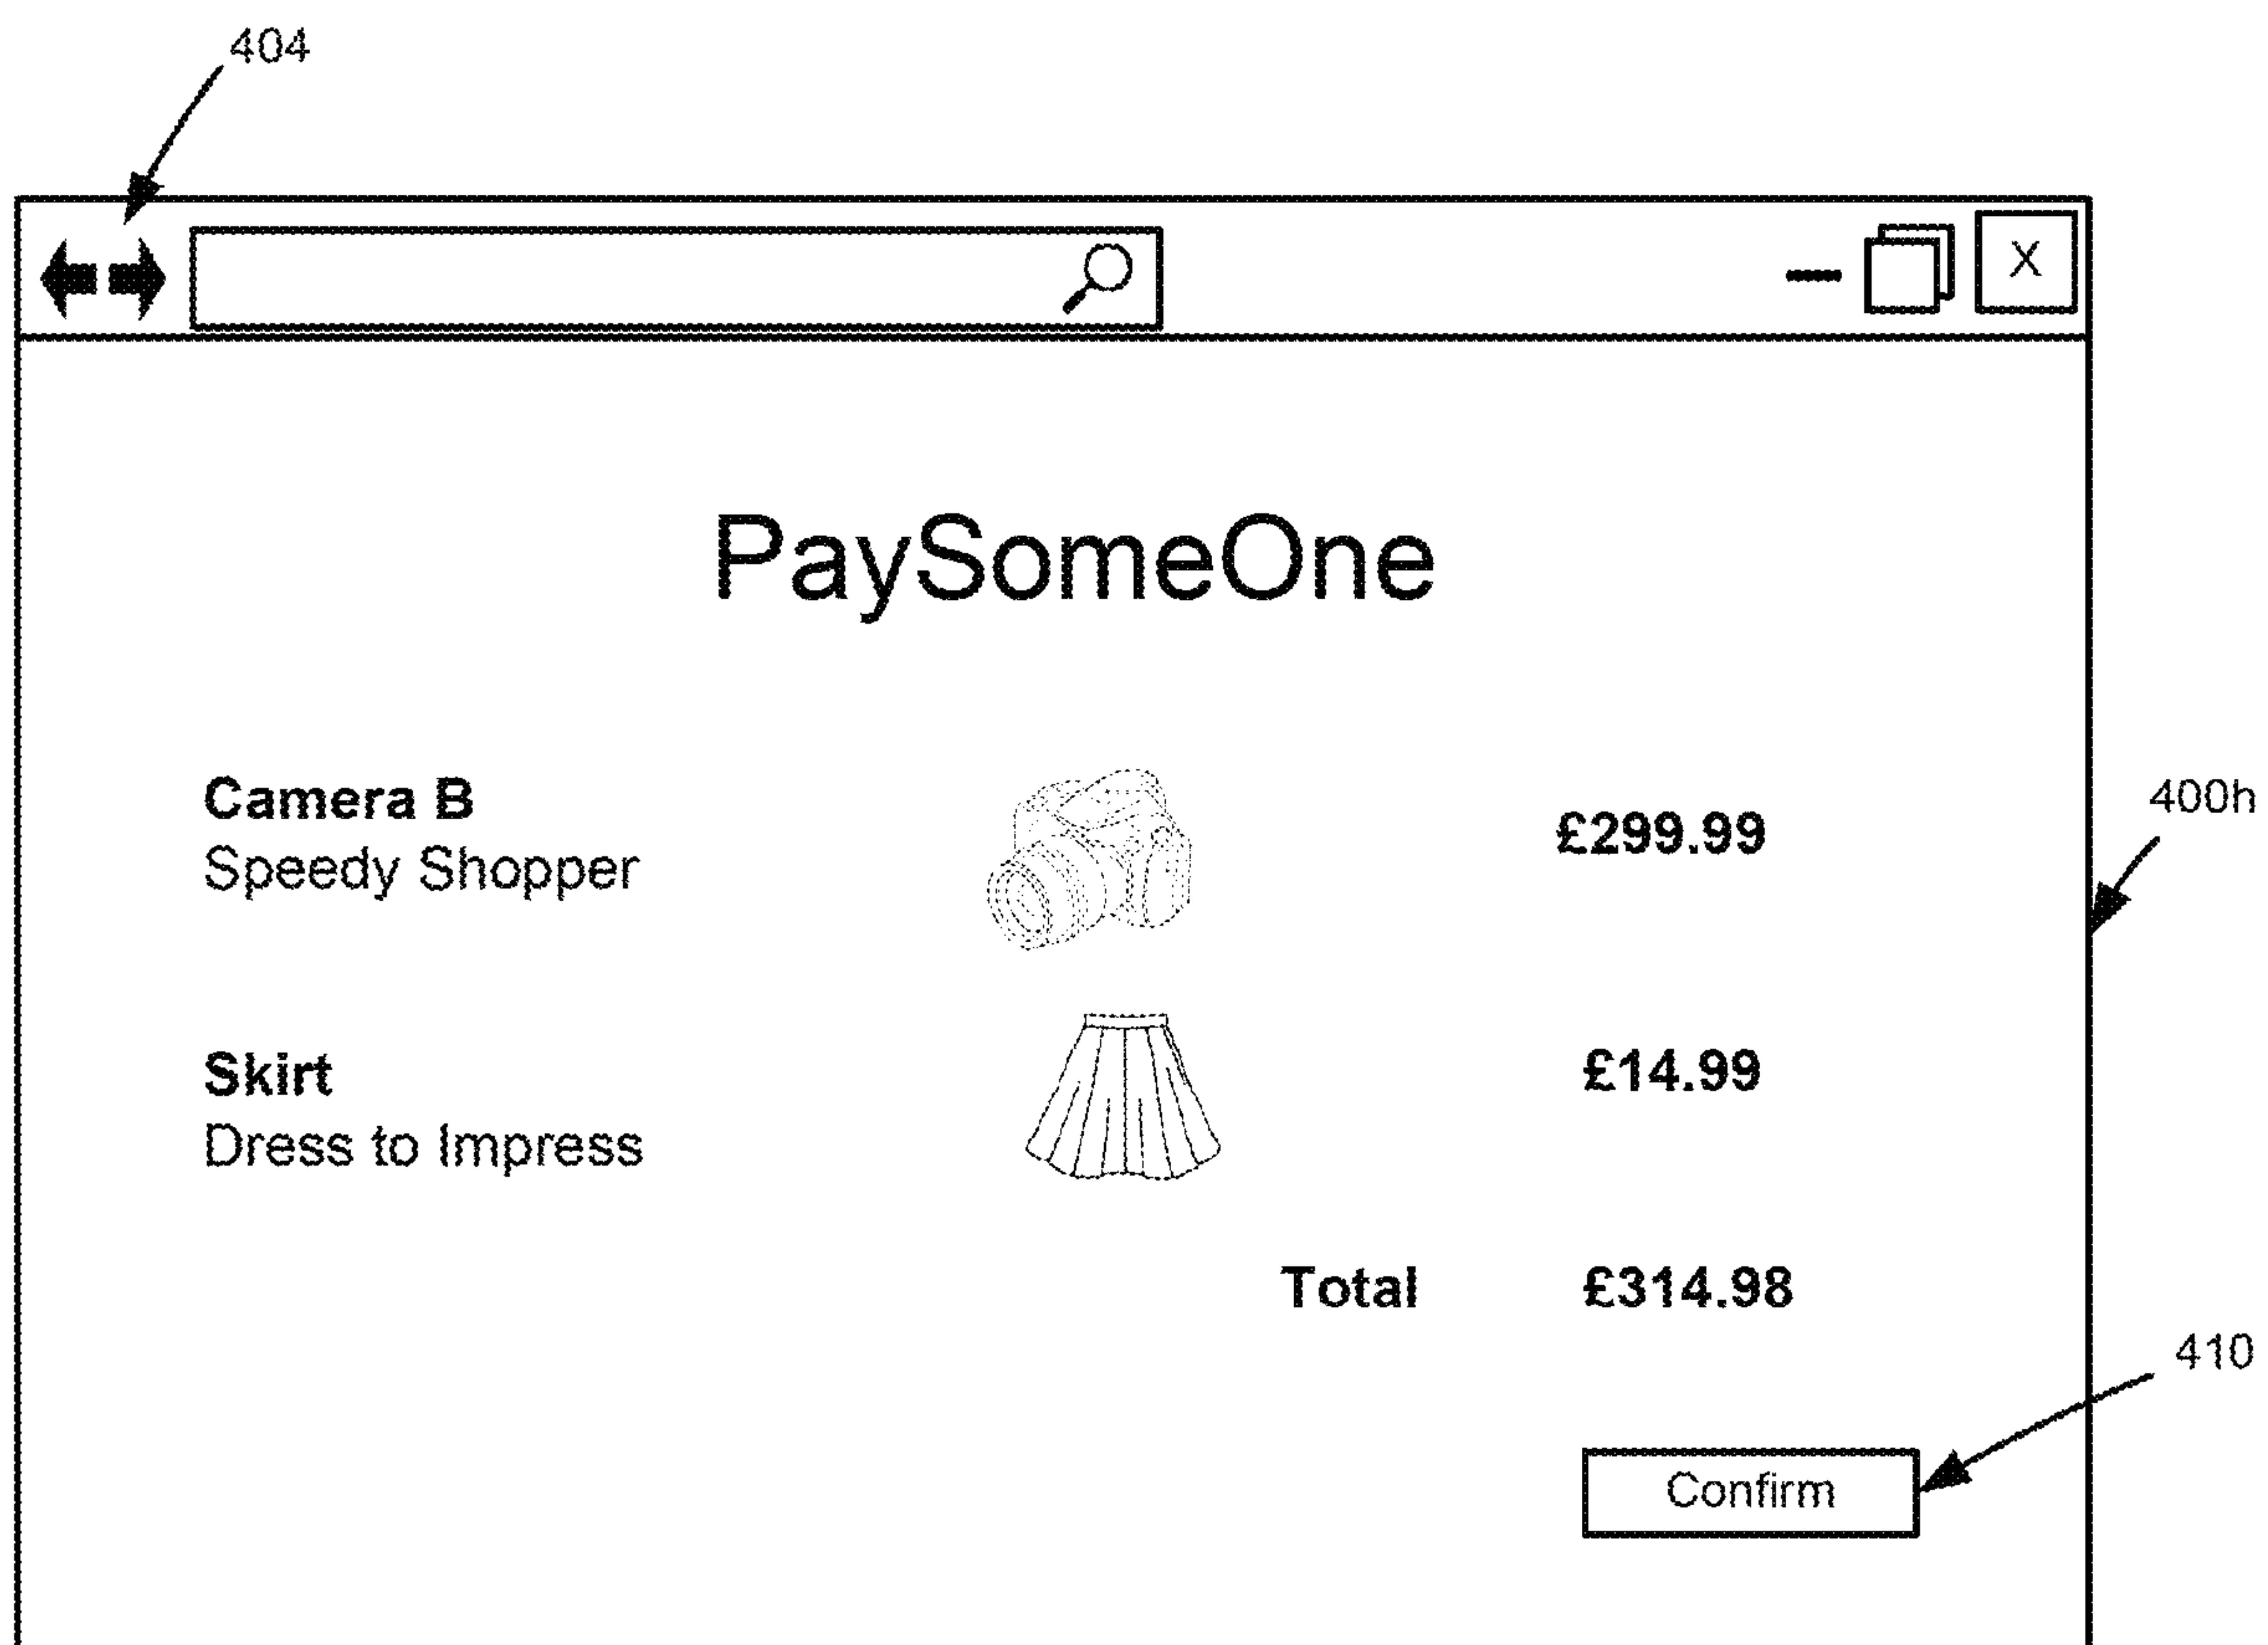 404
X
PaySomeOne
Camera B
Speedy Shopper
£299.99
400h
Skirt
Dress to Impress
£14.99
Total £314.98
410
Confirm